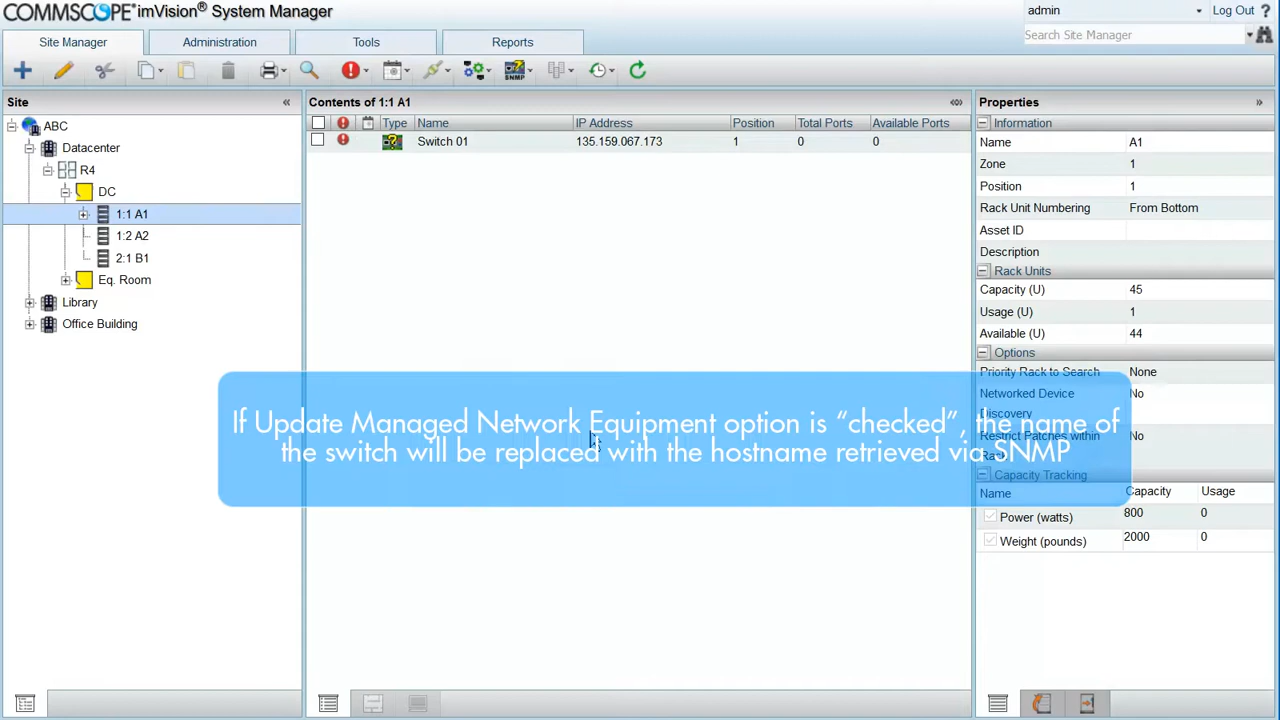 COMMSCOPE® imVision® System Manager
admin
Log Out ?
Site Manager
Administration
Tools
Reports
Search Site Manager
SNMP
Site «
Contents of 1:1 A1
Properties »
ABC
Datacenter
R4
DC
1:1 A1
1:2 A2
2:1 B1
Eq. Room
Library
Office Building
Type Name IP Address Position Total Ports Available Ports
Switch 01 135.159.067.173 1 0 0
Information
Name A1
Zone 1
Position 1
Rack Unit Numbering From Bottom
Asset ID
Description
Rack Units
Capacity (U) 45
Usage (U) 1
Available (U) 44
Options
Priority Rack to Search None
Networked Device Discovery No
Restrict Patches within Rack No
Capacity Tracking
Name Capacity Usage
Power (watts) 800 0
Weight (pounds) 2000 0
If Update Managed Network Equipment option is “checked”, the name of
the switch will be replaced with the hostname retrieved via SNMP